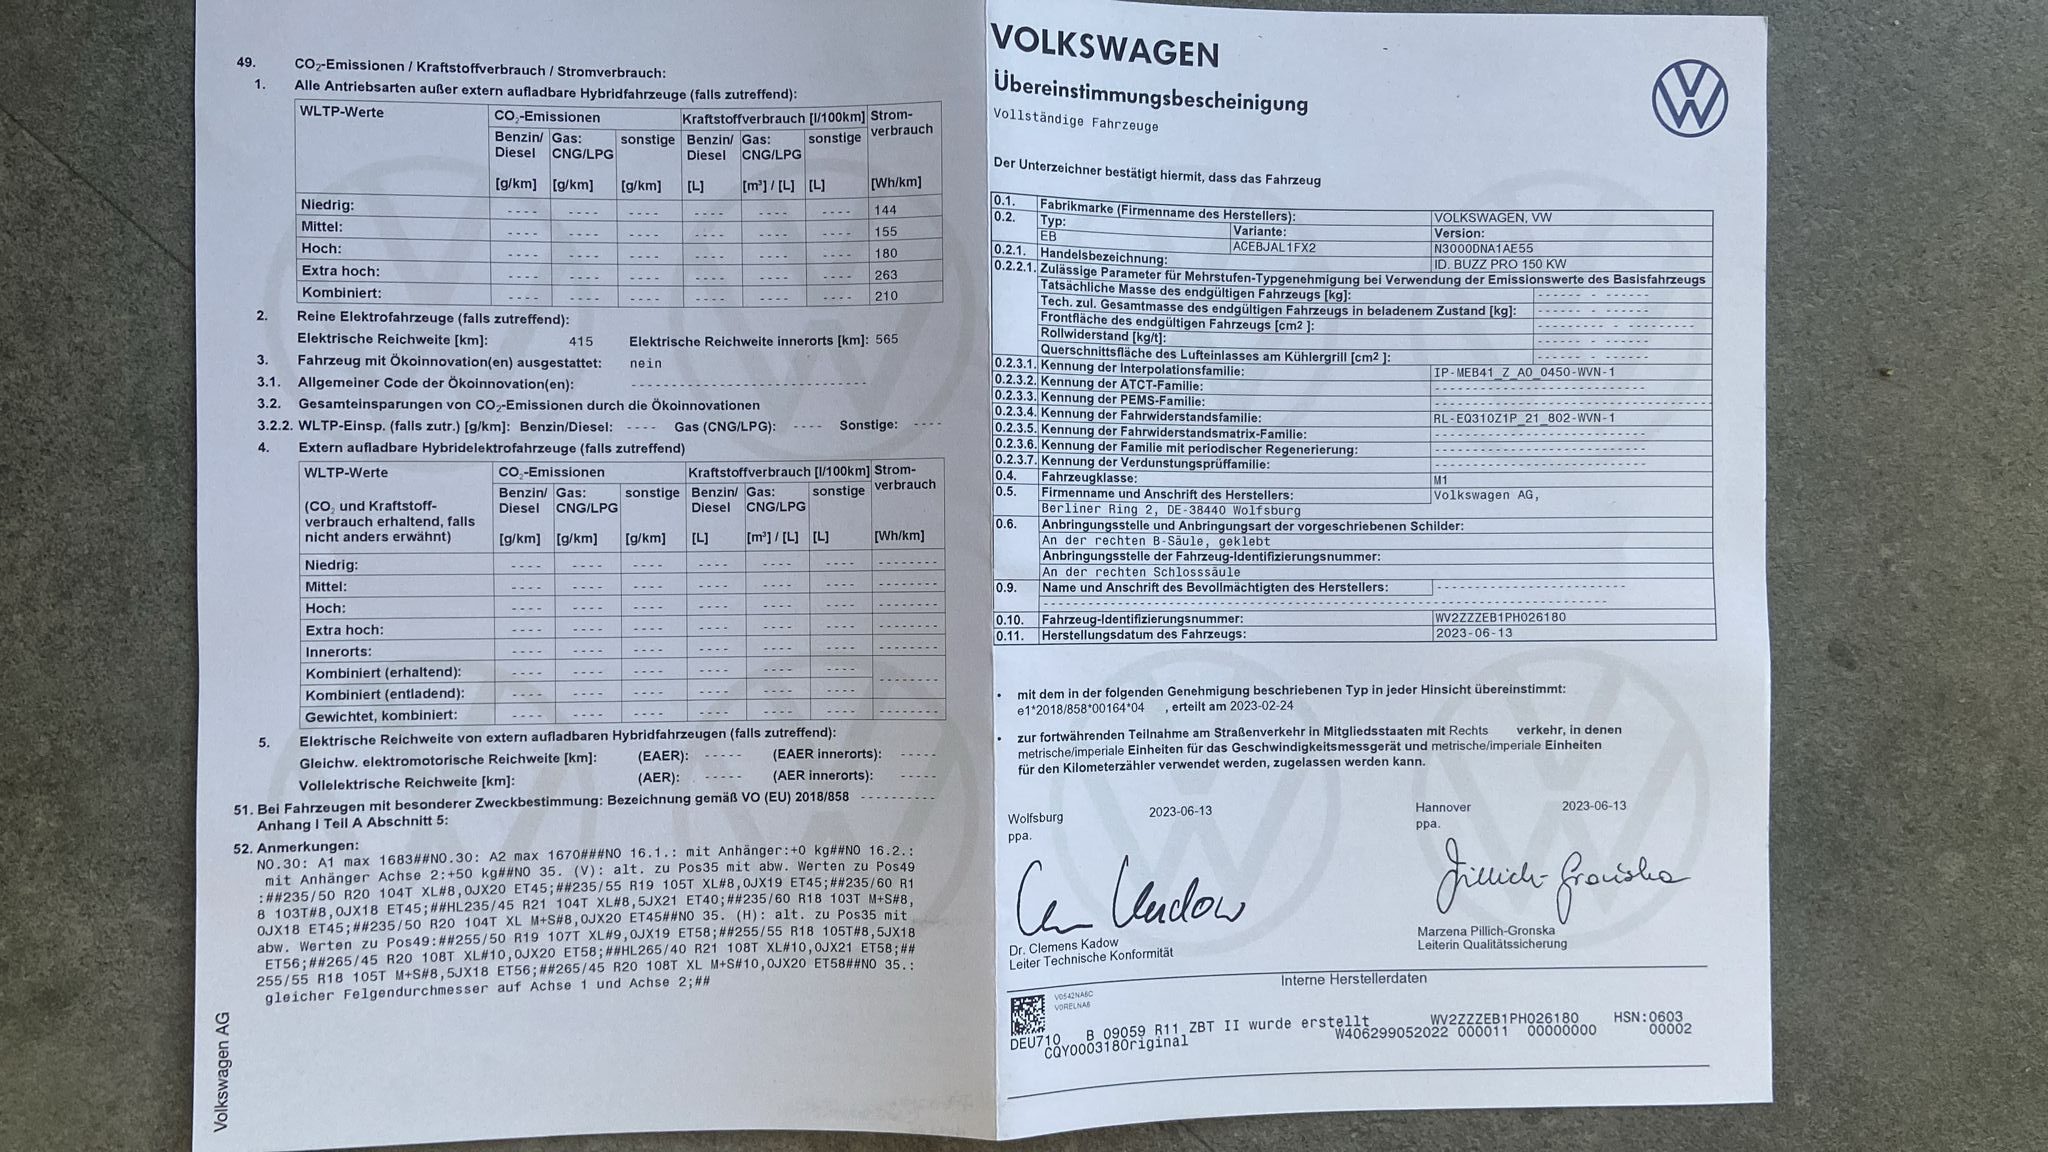 49. CO₂-Emissionen / Kraftstoffverbrauch / Stromverbrauch:
1. Alle Antriebsarten außer extern aufladbare Hybridfahrzeuge (falls zutreffend):
WLTP-Werte CO₂-Emissionen Kraftstoffverbrauch [l/100km] Strom-
verbrauch
Benzin/ Gas: sonstige Benzin/ Gas: sonstige
Diesel CNG/LPG Diesel CNG/LPG
[g/km] [g/km] [g/km] [L] [m³] / [L] [L] [Wh/km]
Niedrig: ---- ---- ---- ---- ---- ---- 144
Mittel: ---- ---- ---- ---- ---- ---- 155
Hoch: ---- ---- ---- ---- ---- ---- 180
Extra hoch: ---- ---- ---- ---- ---- ---- 263
Kombiniert: ---- ---- ---- ---- ---- ---- 210
2. Reine Elektrofahrzeuge (falls zutreffend):
Elektrische Reichweite [km]: 415 Elektrische Reichweite innerorts [km]: 565
3. Fahrzeug mit Ökoinnovation(en) ausgestattet: nein
3.1. Allgemeiner Code der Ökoinnovation(en): --------------------------
3.2. Gesamteinsparungen von CO₂-Emissionen durch die Ökoinnovationen
3.2.2. WLTP-Einsp. (falls zutr.) [g/km]: Benzin/Diesel: ---- Gas (CNG/LPG): ---- Sonstige: ----
4. Extern aufladbare Hybridelektrofahrzeuge (falls zutreffend)
WLTP-Werte CO₂-Emissionen Kraftstoffverbrauch [l/100km] Strom-
verbrauch
Benzin/ Gas: sonstige Benzin/ Gas: sonstige
Diesel CNG/LPG Diesel CNG/LPG
(CO₂ und Kraftstoff-
verbrauch erhaltend, falls
nicht anders erwähnt) [g/km] [g/km] [g/km] [L] [m³] / [L] [L] [Wh/km]
Niedrig: ---- ---- ---- ---- ---- ---- --------
Mittel: ---- ---- ---- ---- ---- ---- --------
Hoch: ---- ---- ---- ---- ---- ---- --------
Extra hoch: ---- ---- ---- ---- ---- ---- --------
Innerorts: ---- ---- ---- ---- ---- ---- --------
Kombiniert (erhaltend): ---- ---- ---- ---- ---- ---- --------
Kombiniert (entladend): ---- ---- ---- ---- ---- ----
Gewichtet, kombiniert: ---- ---- ---- ---- ---- ---- --------
5. Elektrische Reichweite von extern aufladbaren Hybridfahrzeugen (falls zutreffend):
Gleichw. elektromotorische Reichweite [km]: (EAER): ----- (EAER innerorts): -----
Vollelektrische Reichweite [km]: (AER): ----- (AER innerorts): -----
51. Bei Fahrzeugen mit besonderer Zweckbestimmung: Bezeichnung gemäß VO (EU) 2018/858 ----------
Anhang I Teil A Abschnitt 5:
52. Anmerkungen:
NO.30: A1 max 1683##NO.30: A2 max 1670###NO 16.1.: mit Anhänger:+0 kg##NO 16.2.:
mit Anhänger Achse 2:+50 kg##NO 35. (V): alt. zu Pos35 mit abw. Werten zu Pos49
:##235/50 R20 104T XL#8,0JX20 ET45;##235/55 R19 105T XL#8,0JX19 ET45;##235/60 R1
8 103T#8,0JX18 ET45;##HL235/45 R21 104T XL#8,5JX21 ET40;##235/60 R18 103T M+S#8,
0JX18 ET45;##235/50 R20 104T XL M+S#8,0JX20 ET45##NO 35. (H): alt. zu Pos35 mit
abw. Werten zu Pos49:##255/50 R19 107T XL#9,0JX19 ET58;##255/55 R18 105T#8,5JX18
ET56;##265/45 R20 108T XL#10,0JX20 ET58;##HL265/40 R21 108T XL#10,0JX21 ET58;##
255/55 R18 105T M+S#8,5JX18 ET56;##265/45 R20 108T XL M+S#10,0JX20 ET58##NO 35.:
gleicher Felgendurchmesser auf Achse 1 und Achse 2;##
Volkswagen AG
VOLKSWAGEN
Übereinstimmungsbescheinigung
Vollständige Fahrzeuge
Der Unterzeichner bestätigt hiermit, dass das Fahrzeug
0.1. Fabrikmarke (Firmenname des Herstellers): VOLKSWAGEN, VW
0.2. Typ: Variante: Version:
EB ACEBJAL1FX2 N3000DNA1AE55
0.2.1. Handelsbezeichnung: ID. BUZZ PRO 150 KW
0.2.2.1. Zulässige Parameter für Mehrstufen-Typgenehmigung bei Verwendung der Emissionswerte des Basisfahrzeugs
Tatsächliche Masse des endgültigen Fahrzeugs [kg]: ------ - ------
Tech. zul. Gesamtmasse des endgültigen Fahrzeugs in beladenem Zustand [kg]: ------ - ------
Frontfläche des endgültigen Fahrzeugs [cm2 ]: --------- - ---------
Rollwiderstand [kg/t]: ------ - ------
Querschnittsfläche des Lufteinlasses am Kühlergrill [cm2 ]: ------ - ------
0.2.3.1. Kennung der Interpolationsfamilie: IP-MEB41_Z_A0_0450-WVN-1
0.2.3.2. Kennung der ATCT-Familie: --------------------------
0.2.3.3. Kennung der PEMS-Familie: ----------------------------------
0.2.3.4. Kennung der Fahrwiderstandsfamilie: RL-EQ310Z1P_21_802-WVN-1
0.2.3.5. Kennung der Fahrwiderstandsmatrix-Familie: --------------------------
0.2.3.6. Kennung der Familie mit periodischer Regenerierung: --------------------------
0.2.3.7. Kennung der Verdunstungsprüffamilie: --------------------------
0.4. Fahrzeugklasse: M1
0.5. Firmenname und Anschrift des Herstellers: Volkswagen AG,
Berliner Ring 2, DE-38440 Wolfsburg
0.6. Anbringungsstelle und Anbringungsart der vorgeschriebenen Schilder:
An der rechten B-Säule, geklebt
Anbringungsstelle der Fahrzeug-Identifizierungsnummer:
An der rechten Schlosssäule
0.9. Name und Anschrift des Bevollmächtigten des Herstellers: ------------------------
----------------------------------------------------------------------
0.10. Fahrzeug-Identifizierungsnummer: WV2ZZZEB1PH026180
0.11. Herstellungsdatum des Fahrzeugs: 2023-06-13
• mit dem in der folgenden Genehmigung beschriebenen Typ in jeder Hinsicht übereinstimmt:
e1*2018/858*00164*04 , erteilt am 2023-02-24
• zur fortwährenden Teilnahme am Straßenverkehr in Mitgliedsstaaten mit Rechts verkehr, in denen
metrische/imperiale Einheiten für das Geschwindigkeitsmessgerät und metrische/imperiale Einheiten
für den Kilometerzähler verwendet werden, zugelassen werden kann.
Wolfsburg 2023-06-13 Hannover 2023-06-13
ppa. ppa.
Dr. Clemens Kadow Marzena Pillich-Gronska
Leiter Technische Konformität Leiterin Qualitätssicherung
Interne Herstellerdaten
V0542NA6C
V0RELNA6
DEU710 B 09059 R11 ZBT II wurde erstellt WV2ZZZEB1PH026180 HSN:0603
CQY000318Original W406299052022 000011 00000000 00002